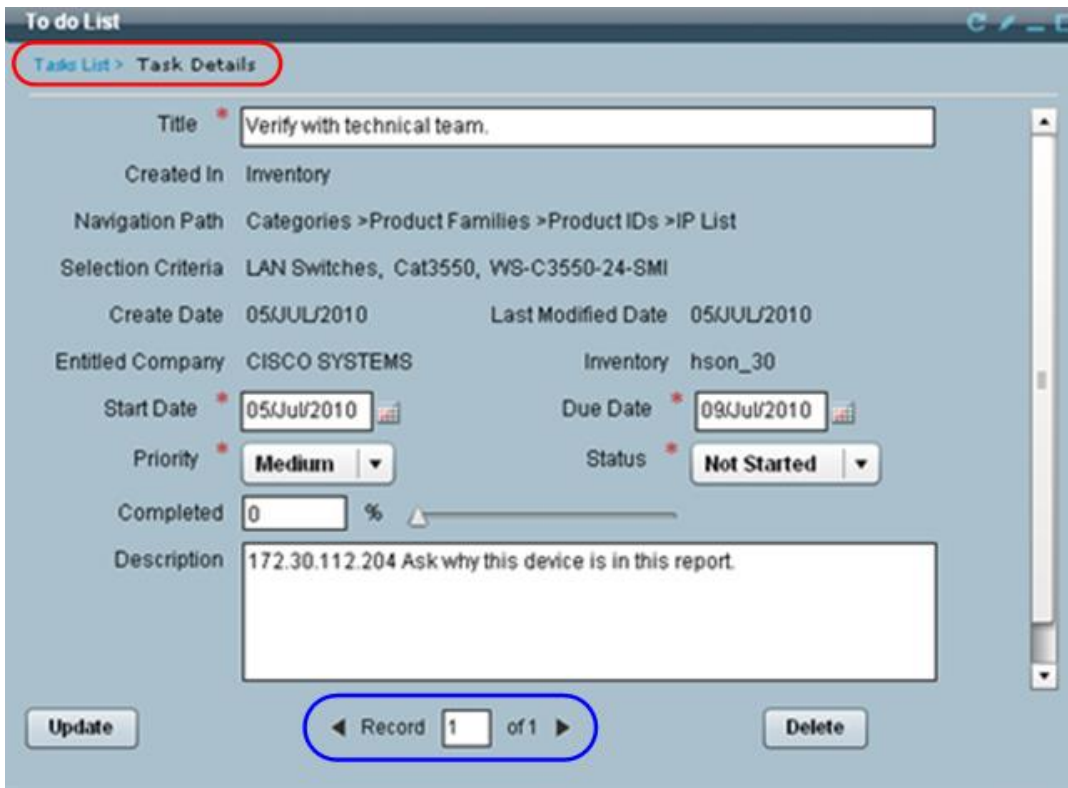 To do List
Tasks List > Task Details
Title * Verify with technical team.
Created In Inventory
Navigation Path Categories >Product Families >Product IDs >IP List
Selection Criteria LAN Switches, Cat3550, WS-C3550-24-SMI
Create Date 05/JUL/2010 Last Modified Date 05/JUL/2010
Entitled Company CISCO SYSTEMS Inventory hson_30
Start Date * 05/Jul/2010 Due Date * 09/Jul/2010
Priority * Medium Status * Not Started
Completed 0 %
Description 172.30.112.204 Ask why this device is in this report.
Update Record 1 of 1 Delete